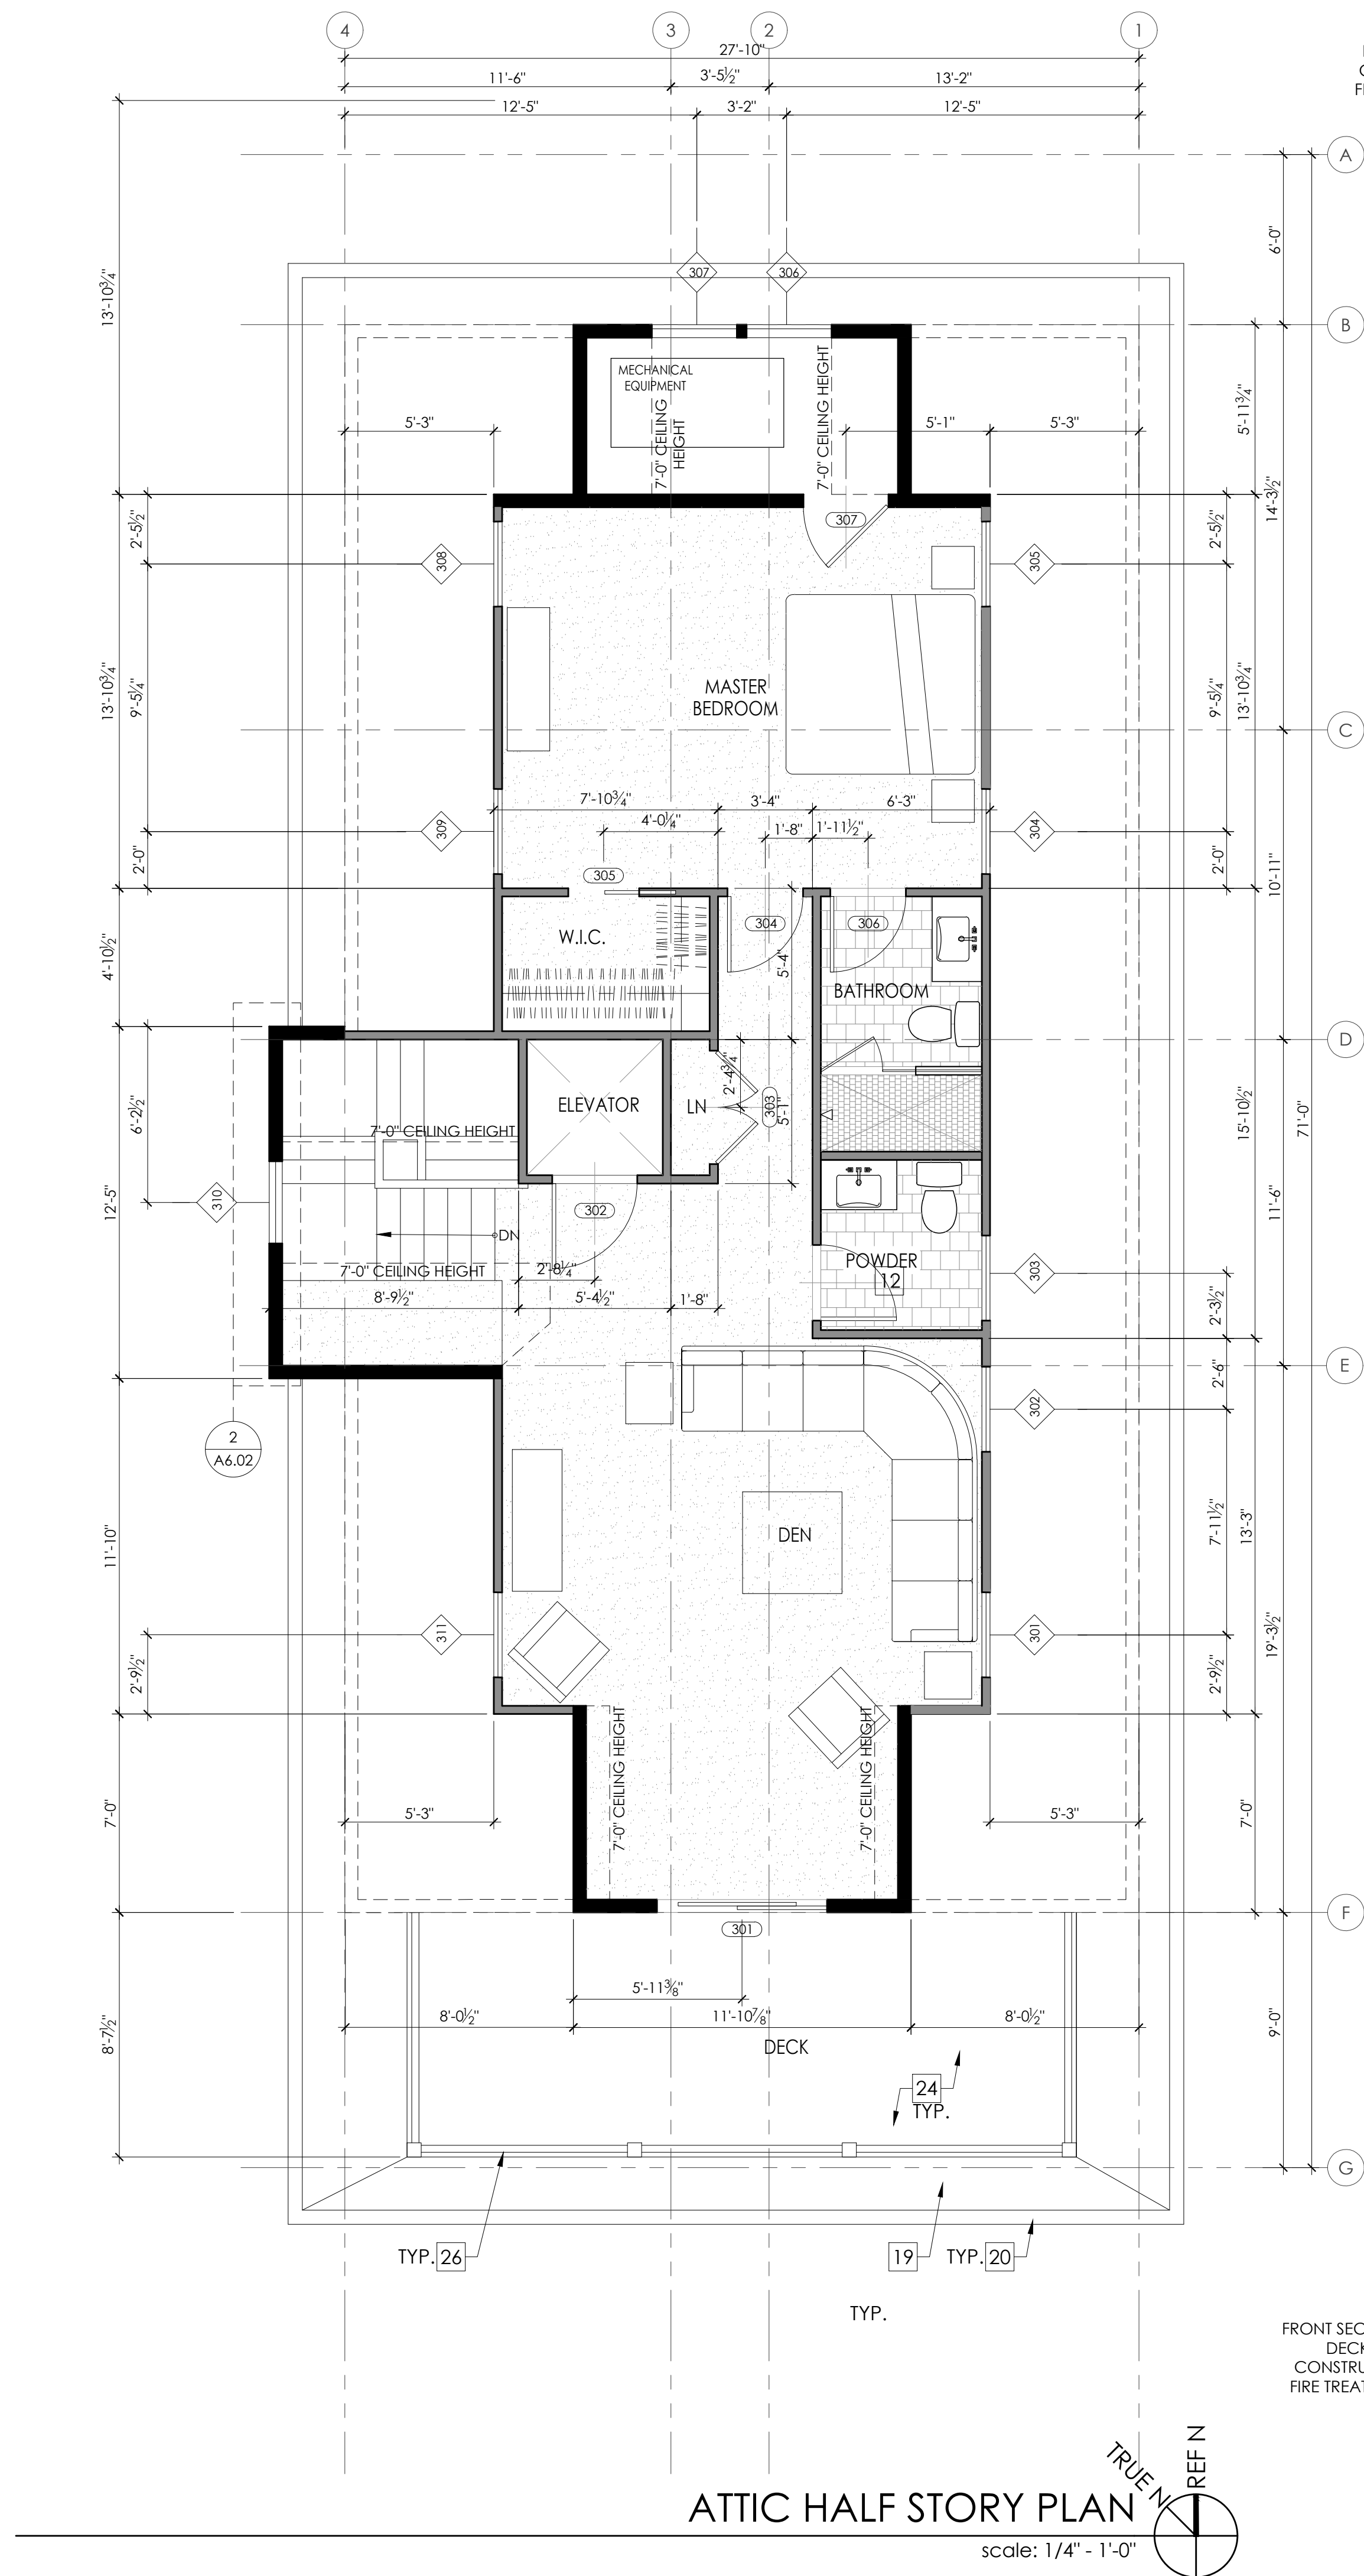 4
3
2
1
27'-10"
11'-6"
3'-5½"
13'-2"
12'-5"
3'-2"
12'-5"
A
6'-0"
13'-10¾"
307
306
B
MECHANICAL
EQUIPMENT
7'-0" CEILING
HEIGHT
7'-0" CEILING HEIGHT
5'-11¾"
5'-3"
5'-1"
5'-3"
14'-3½"
2'-5½"
307
2'-5½"
308
305
13'-10¾"
9'-5¼"
MASTER
BEDROOM
9'-5¼"
13'-10¾"
C
7'-10¾"
3'-4"
6'-3"
4'-0¼"
1'-8"
1'-11½"
309
304
2'-0"
2'-0"
10'-11"
305
304
306
W.I.C.
4'-10½"
5'-4"
BATHROOM
D
6'-2½"
ELEVATOR
LN
2'-4¾"
303
5'-1"
15'-10½"
71'-0"
7'-0" CEILING HEIGHT
310
12'-5"
302
11'-6"
DN
7'-0" CEILING HEIGHT
2'-8¼"
POWDER
12
303
8'-9½"
5'-4½"
1'-8"
2'-3½"
2'-6"
E
302
2
A6.02
11'-10"
DEN
7'-11½"
13'-3"
311
301
19'-3½"
2'-9½"
2'-9½"
7'-0" CEILING HEIGHT
7'-0" CEILING HEIGHT
7'-0"
5'-3"
5'-3"
7'-0"
F
301
5'-11⅜"
8'-0½"
11'-10⅞"
8'-0½"
8'-7½"
9'-0"
DECK
24
TYP.
G
TYP. 26
19
TYP. 20
TYP.
FRONT SEC
DECK
CONSTRU
FIRE TREAT
TRUE N
REF N
ATTIC HALF STORY PLAN
scale: 1/4" - 1'-0"